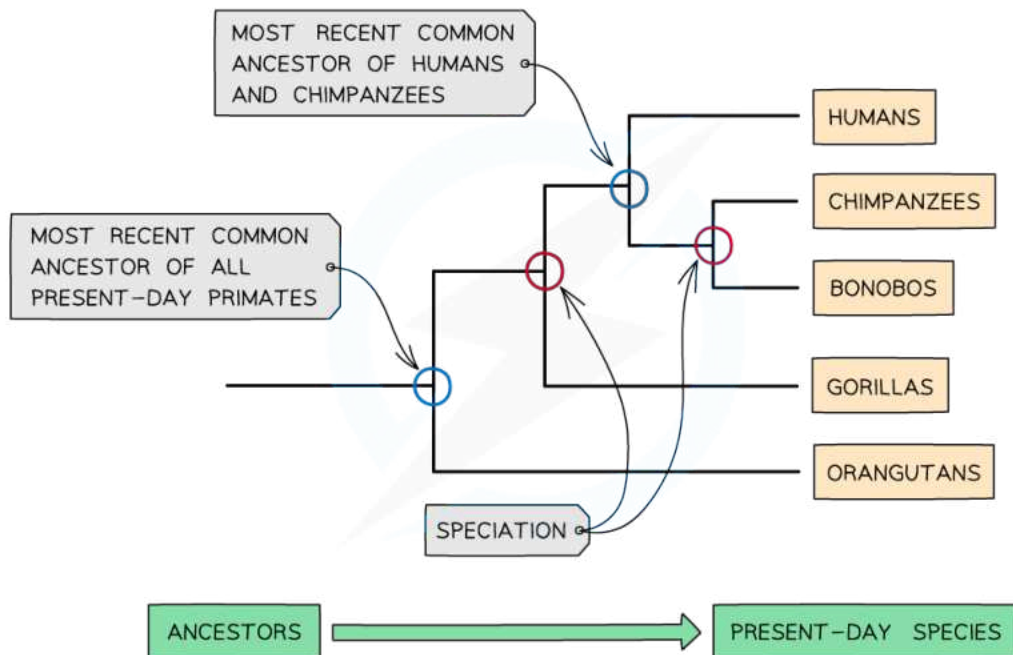 MOST RECENT COMMON
ANCESTOR OF HUMANS
AND CHIMPANZEES
HUMANS
CHIMPANZEES
MOST RECENT COMMON
ANCESTOR OF ALL
PRESENT-DAY PRIMATES
BONOBOS
GORILLAS
ORANGUTANS
SPECIATION
ANCESTORS
PRESENT-DAY SPECIES